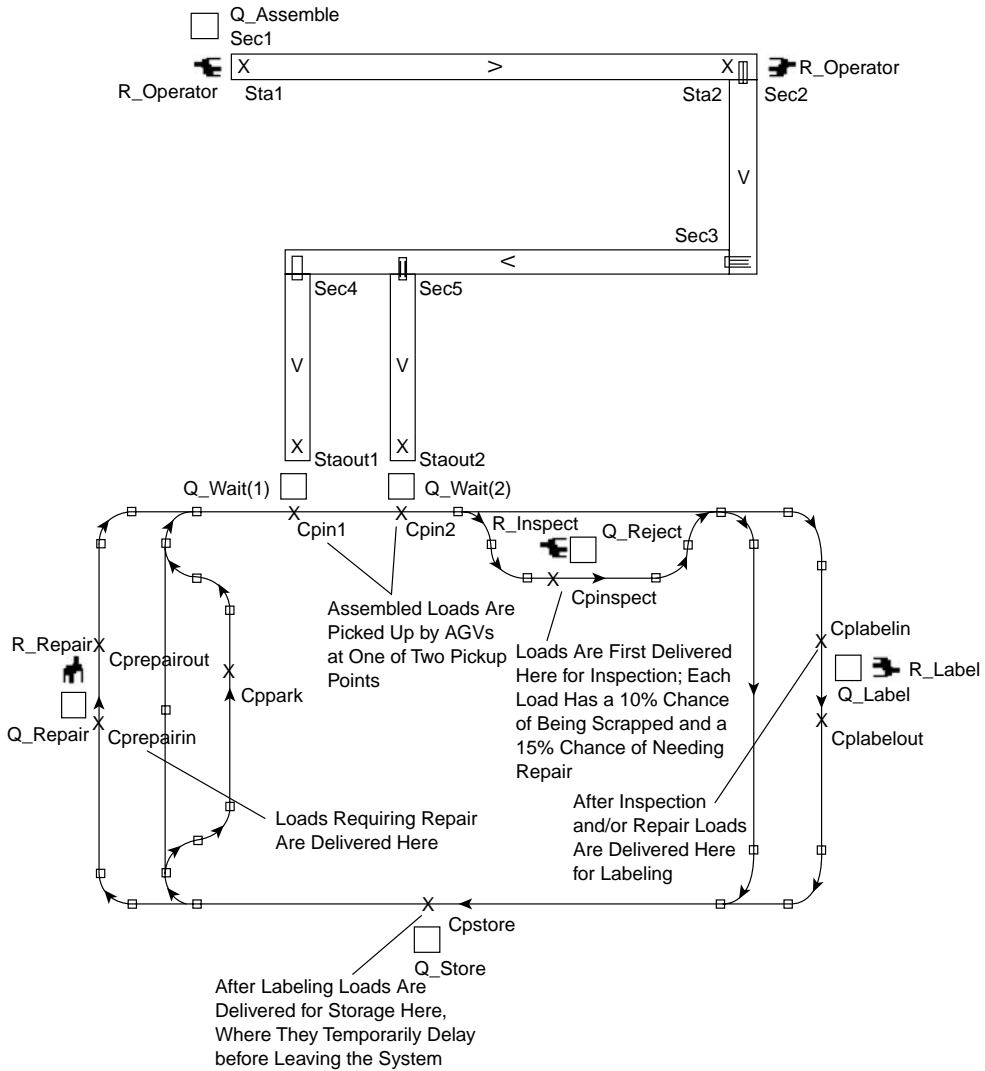 Q_Assemble
Sec1
R_Operator
X
>
X
R_Operator
Sta1
Sta2
Sec2
V
Sec3
<
Sec4
Sec5
V
V
X
X
Staout1
Staout2
Q_Wait(1)
Q_Wait(2)
X
X
Cpin1
Cpin2
R_Inspect
Q_Reject
X
Cpinspect
Assembled Loads Are
Picked Up by AGVs
at One of Two Pickup
Points
Loads Are First Delivered
Here for Inspection; Each
Load Has a 10% Chance
of Being Scrapped and a
15% Chance of Needing
Repair
R_Repair
X
Cprepairout
X
Cppark
Q_Repair
X
Cprepairin
X
Cplabelin
R_Label
Q_Label
X
Cplabelout
Loads Requiring Repair
Are Delivered Here
After Inspection
and/or Repair Loads
Are Delivered Here
for Labeling
X
Cpstore
Q_Store
After Labeling Loads Are
Delivered for Storage Here,
Where They Temporarily Delay
before Leaving the System